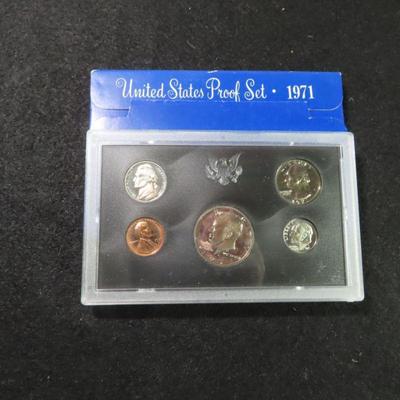 United States Proof Set · 1971